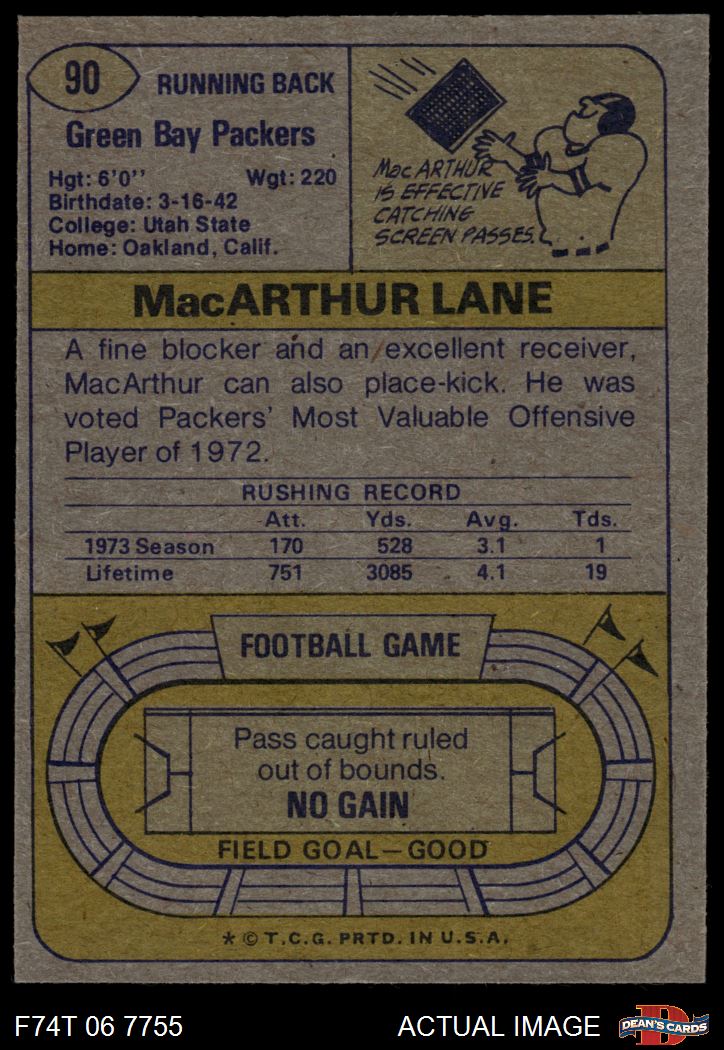 90
RUNNING BACK
Green Bay Packers
Hgt: 6'0'' Wgt: 220
Birthdate: 3-16-42
College: Utah State
Home: Oakland, Calif.
MacARTHUR
IS EFFECTIVE
CATCHING
SCREEN PASSES.
MacARTHUR LANE
A fine blocker and an excellent receiver,
MacArthur can also place-kick. He was
voted Packers' Most Valuable Offensive
Player of 1972.
RUSHING RECORD
Att. Yds. Avg. Tds.
1973 Season 170 528 3.1 1
Lifetime 751 3085 4.1 19
FOOTBALL GAME
Pass caught ruled
out of bounds.
NO GAIN
FIELD GOAL—GOOD
* © T.C.G. PRTD. IN U.S.A.
F74T 06 7755 ACTUAL IMAGE
D
DEAN'S CARDS